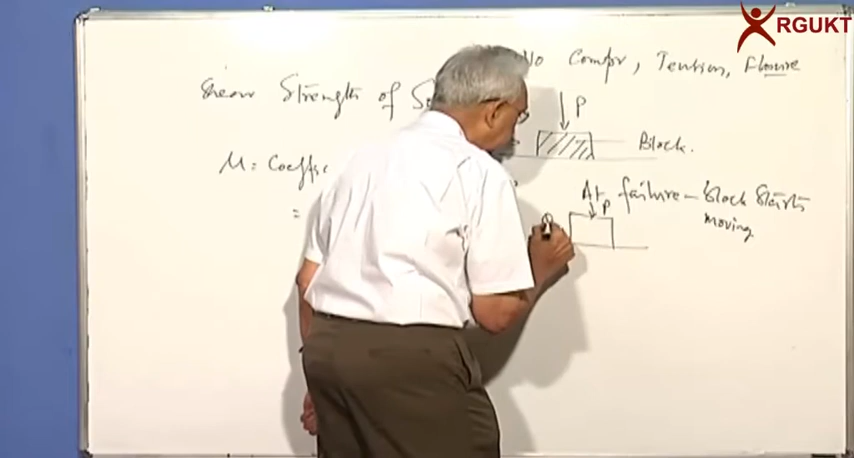 RGUKT
No Compr, Tension, Flexure
Shear Strength of
P
Block.
μ = Coeffic
=
At failure - block starts
moving
P